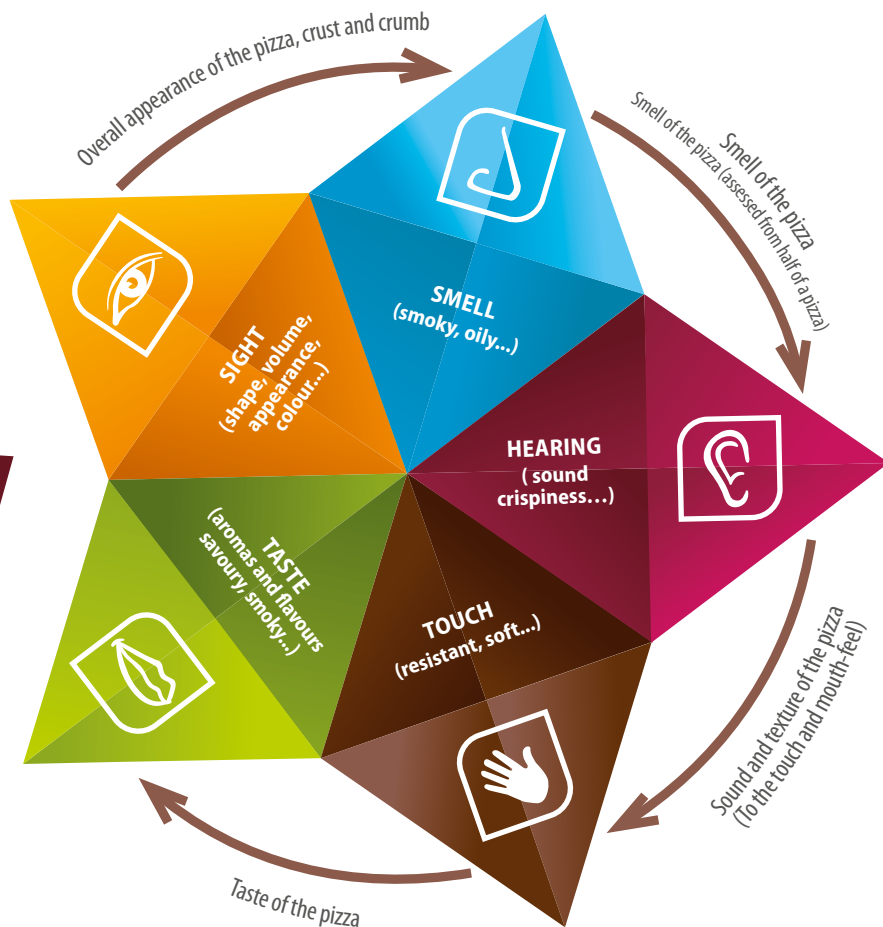 Overall appearance of the pizza, crust and crumb
Smell of the pizza
Smell of the pizza (assessed from half of a pizza)
SIGHT
(shape, volume,
appearance,
colour...)
SMELL
(smoky, oily...)
HEARING
( sound
crispiness...)
TOUCH
(resistant, soft...)
TASTE
(aromas and flavours
savoury, smoky...)
Sound and texture of the pizza
(To the touch and mouth-feel)
Taste of the pizza